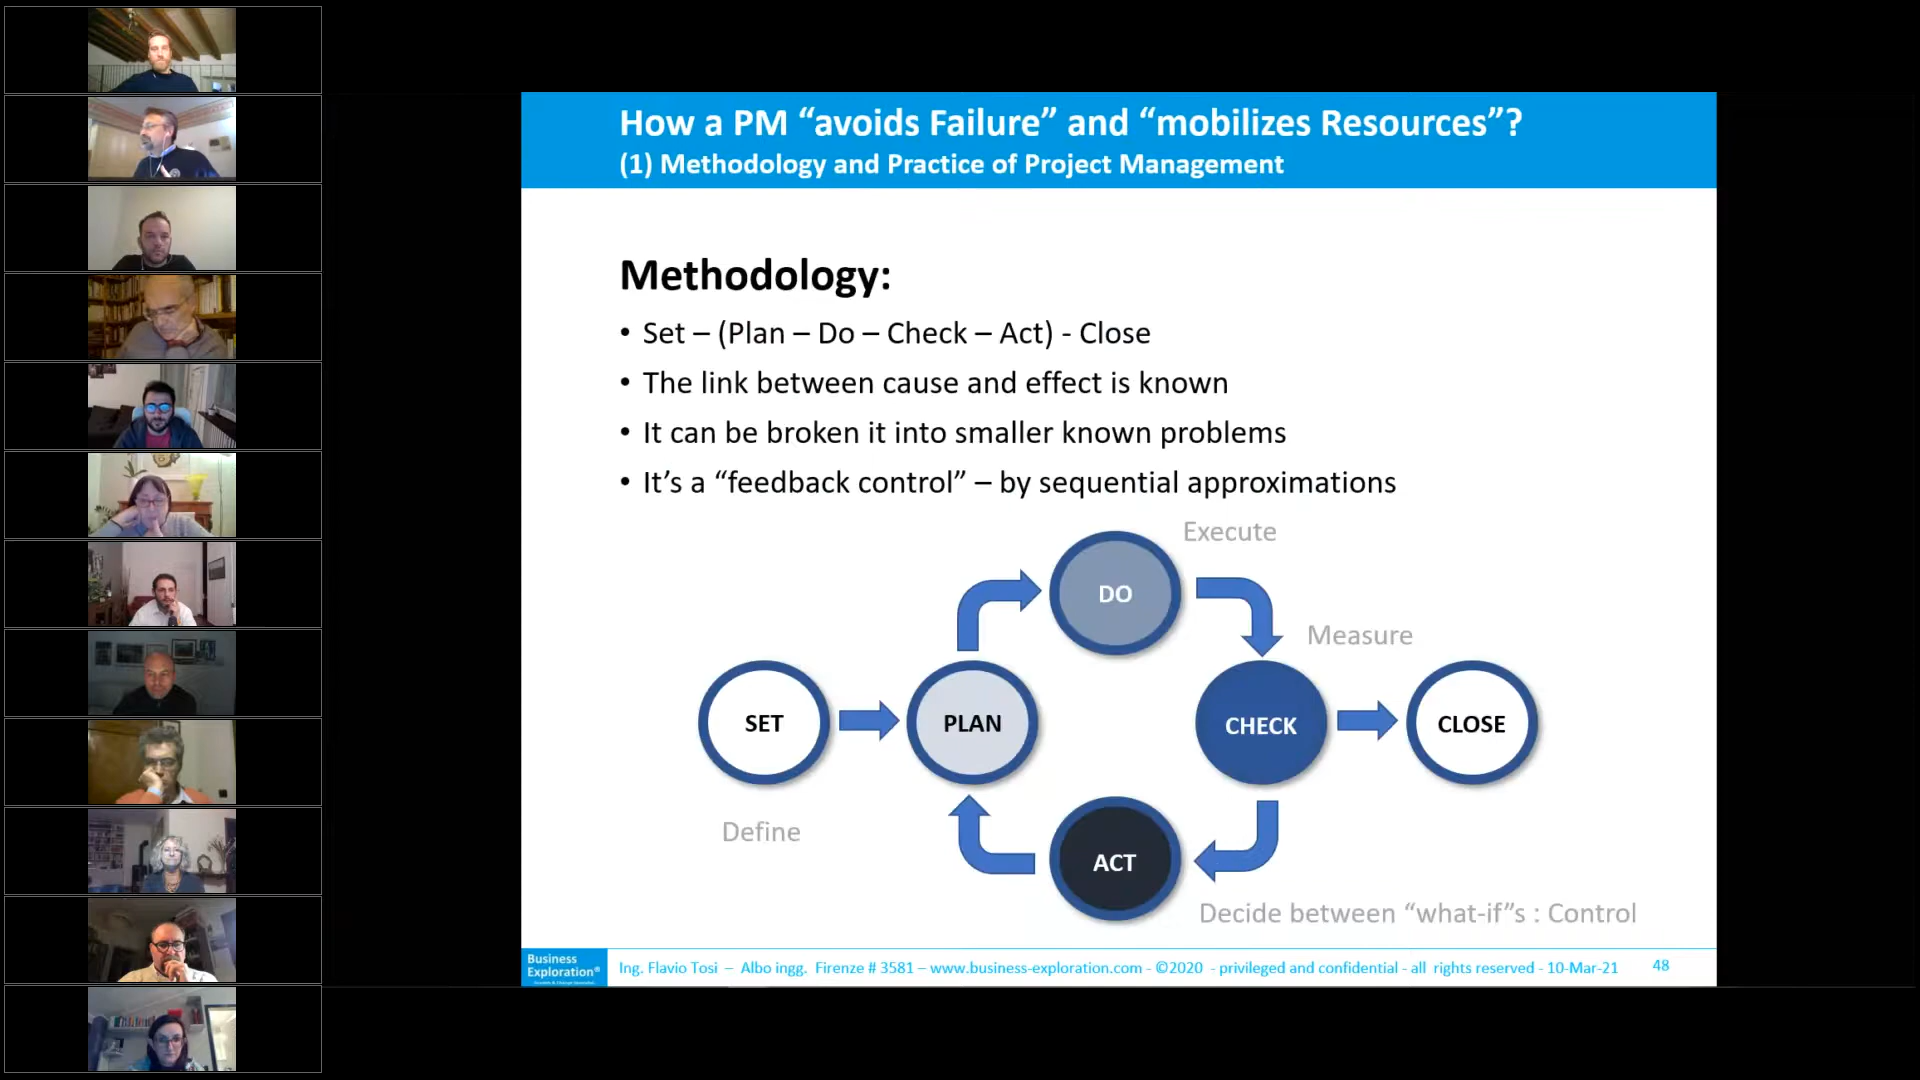 How a PM “avoids Failure” and “mobilizes Resources”?
(1) Methodology and Practice of Project Management
Methodology:
• Set – (Plan – Do – Check – Act) - Close
• The link between cause and effect is known
• It can be broken it into smaller known problems
• It’s a “feedback control” – by sequential approximations
Execute
DO
Measure
SET
PLAN
CHECK
CLOSE
Define
ACT
Decide between “what-if”s : Control
Business
Exploration®
Ing. Flavio Tosi – Albo ingg. Firenze # 3581 – www.business-exploration.com - ©2020 - privileged and confidential - all rights reserved - 10-Mar-21
48